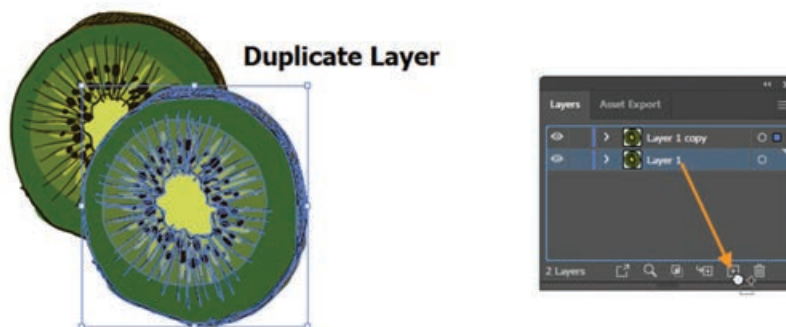 Duplicate Layer
Layers Asset Export
Layer 1 copy
Layer 1
2 Layers